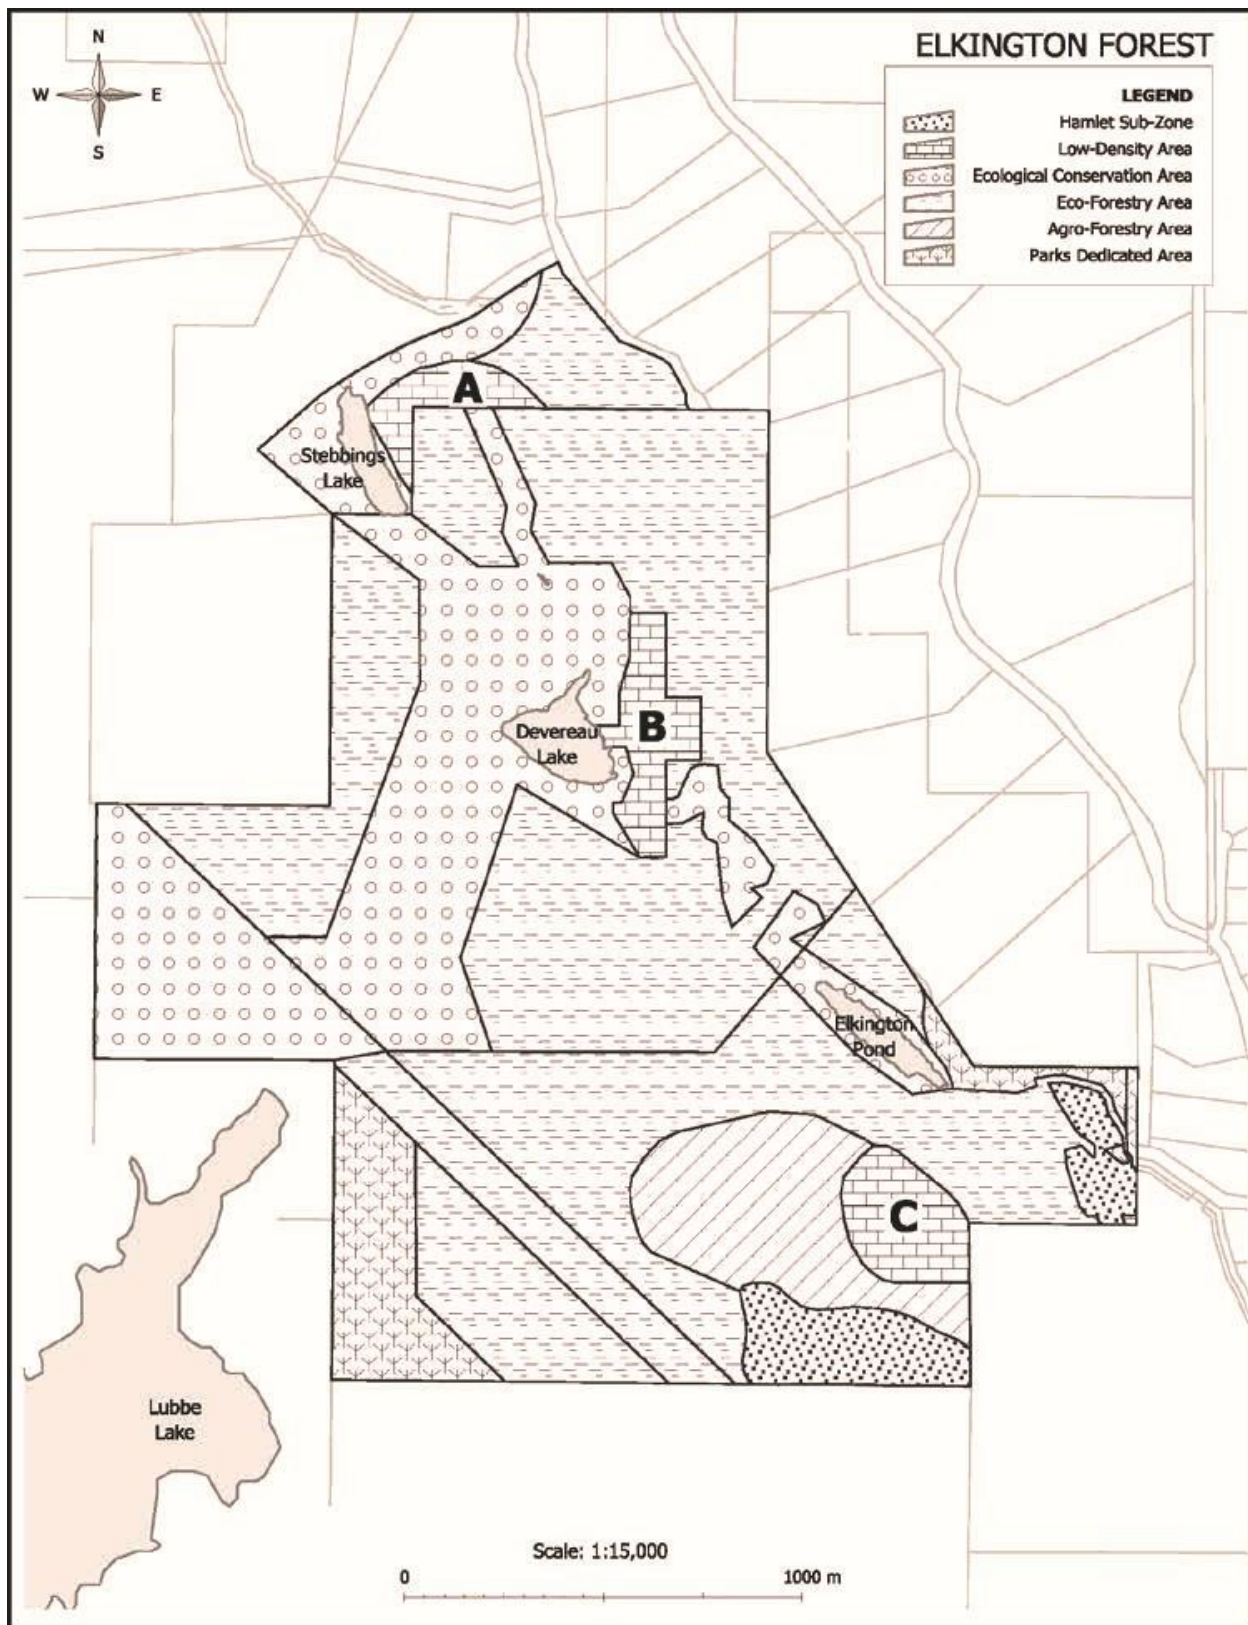 ELKINGTON FOREST
N
W
E
S
LEGEND
Hamlet Sub-Zone
Low-Density Area
Ecological Conservation Area
Eco-Forestry Area
Agro-Forestry Area
Parks Dedicated Area
A
Stebbings
Lake
B
Devereau
Lake
Elkington
Pond
C
Lubbe
Lake
Scale: 1:15,000
0
1000 m